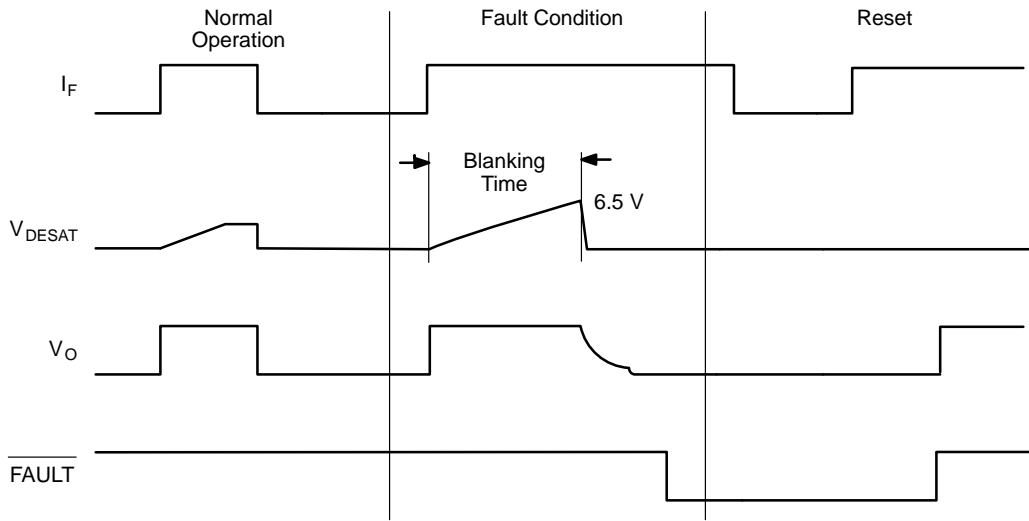 Normal
Operation
Fault Condition
Reset
I_F
Blanking
Time
6.5 V
V_DESAT
V_O
FAULT